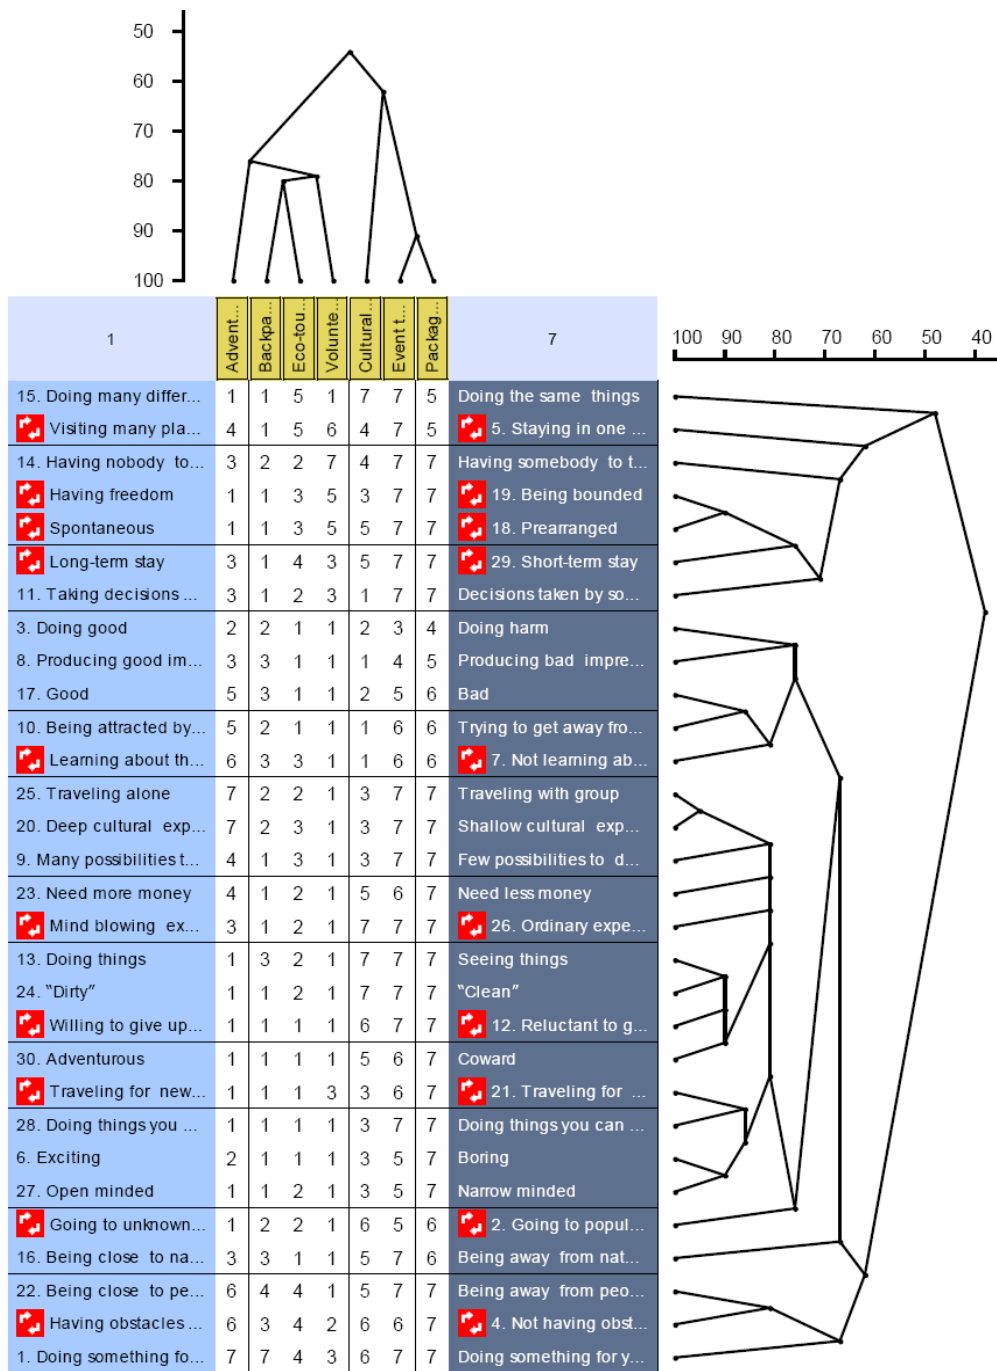 50
60
70
80
90
100
1 Advent... Backpa... Eco-tou... Volunte... Cultural... Event t... Packag... 7 100 90 80 70 60 50 40
15. Doing many differ... 1 1 5 1 7 7 5 Doing the same things
Visiting many pla... 4 1 5 6 4 7 5 5. Staying in one ...
14. Having nobody to... 3 2 2 7 4 7 7 Having somebody to t...
Having freedom 1 1 3 5 3 7 7 19. Being bounded
Spontaneous 1 1 3 5 5 7 7 18. Prearranged
Long-term stay 3 1 4 3 5 7 7 29. Short-term stay
11. Taking decisions ... 3 1 2 3 1 7 7 Decisions taken by so...
3. Doing good 2 2 1 1 2 3 4 Doing harm
8. Producing good im... 3 3 1 1 1 4 5 Producing bad impre...
17. Good 5 3 1 1 2 5 6 Bad
10. Being attracted by... 5 2 1 1 1 6 6 Trying to get away fro...
Learning about th... 6 3 3 1 1 6 6 7. Not learning ab...
25. Traveling alone 7 2 2 1 3 7 7 Traveling with group
20. Deep cultural exp... 7 2 3 1 3 7 7 Shallow cultural exp...
9. Many possibilities t... 4 1 3 1 3 7 7 Few possibilities to d...
23. Need more money 4 1 2 1 5 6 7 Need less money
Mind blowing ex... 3 1 2 1 7 7 7 26. Ordinary expe...
13. Doing things 1 3 2 1 7 7 7 Seeing things
24. "Dirty" 1 1 2 1 7 7 7 "Clean"
Willing to give up... 1 1 1 1 6 7 7 12. Reluctant to g...
30. Adventurous 1 1 1 1 5 6 7 Coward
Traveling for new... 1 1 1 3 3 6 7 21. Traveling for ...
28. Doing things you ... 1 1 1 1 3 7 7 Doing things you can ...
6. Exciting 2 1 1 1 3 5 7 Boring
27. Open minded 1 1 2 1 3 5 7 Narrow minded
Going to unknown... 1 2 2 1 6 5 6 2. Going to popul...
16. Being close to na... 3 3 1 1 5 7 6 Being away from nat...
22. Being close to pe... 6 4 4 1 5 7 7 Being away from peo...
Having obstacles ... 6 3 4 2 6 6 7 4. Not having obst...
1. Doing something fo... 7 7 4 3 6 7 7 Doing something for y...